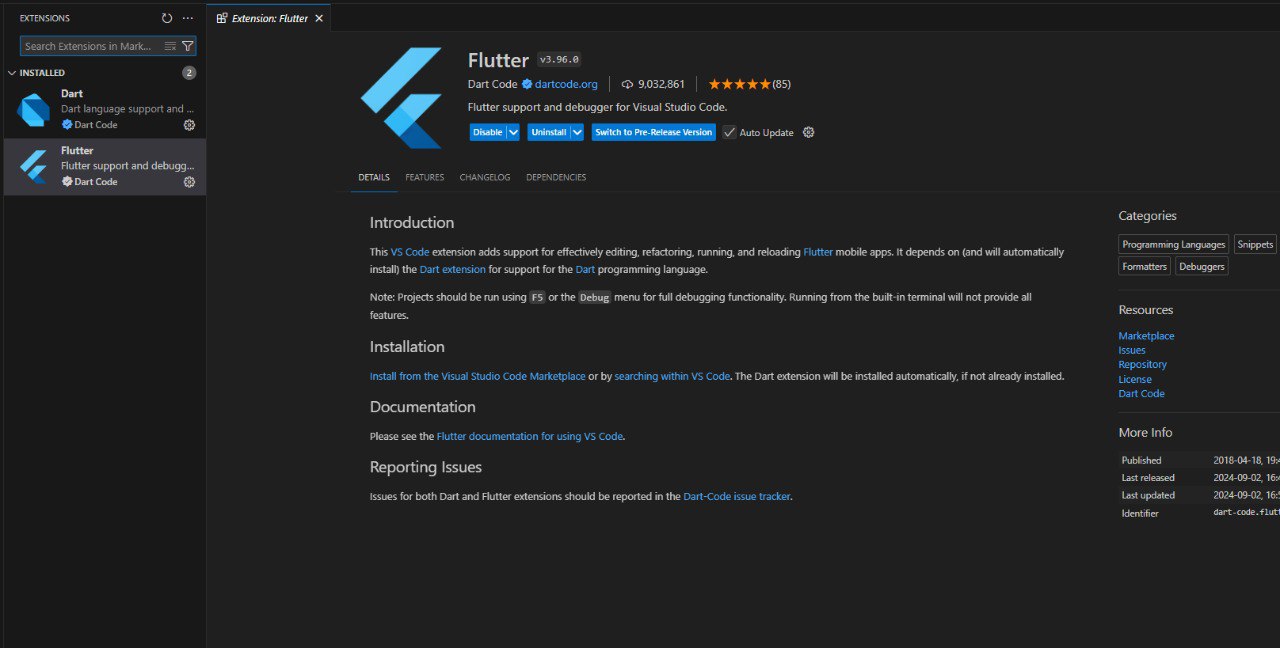 EXTENSIONS
Search Extensions in Mark...
INSTALLED
2
Dart
Dart language support and ...
Dart Code
Flutter
Flutter support and debugg...
Dart Code
Extension: Flutter
Flutter v3.96.0
Dart Code dartcode.org 9,032,861 (85)
Flutter support and debugger for Visual Studio Code.
Disable Uninstall Switch to Pre-Release Version Auto Update
DETAILS FEATURES CHANGELOG DEPENDENCIES
Introduction
This VS Code extension adds support for effectively editing, refactoring, running, and reloading Flutter mobile apps. It depends on (and will automatically
install) the Dart extension for support for the Dart programming language.
Note: Projects should be run using F5 or the Debug menu for full debugging functionality. Running from the built-in terminal will not provide all
features.
Installation
Install from the Visual Studio Code Marketplace or by searching within VS Code. The Dart extension will be installed automatically, if not already installed.
Documentation
Please see the Flutter documentation for using VS Code.
Reporting Issues
Issues for both Dart and Flutter extensions should be reported in the Dart-Code issue tracker.
Categories
Programming Languages Snippets
Formatters Debuggers
Resources
Marketplace
Issues
Repository
License
Dart Code
More Info
Published 2018-04-18, 19:4
Last released 2024-09-02, 16:
Last updated 2024-09-02, 16:5
Identifier dart-code.flutt